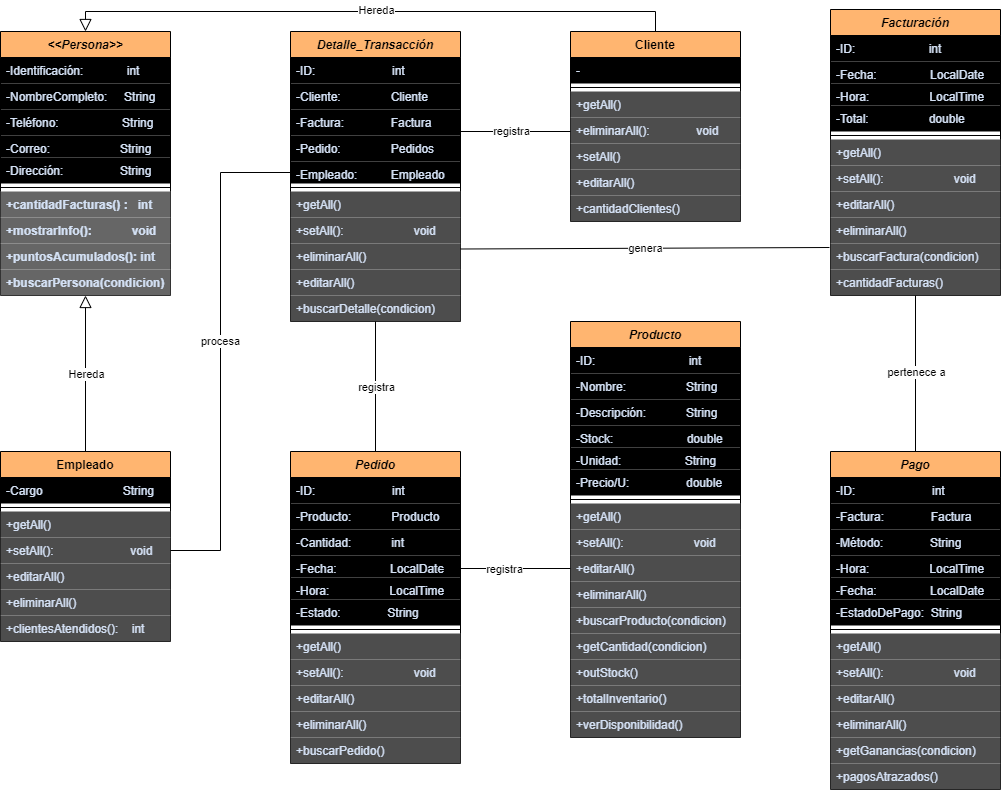 Hereda
<<Persona>>
-Identificación: int
-NombreCompleto: String
-Teléfono: String
-Correo: String
-Dirección: String
+cantidadFacturas() : int
+mostrarInfo(): void
+puntosAcumulados(): int
+buscarPersona(condicion)
Detalle_Transacción
-ID: int
-Cliente: Cliente
-Factura: Factura
-Pedido: Pedidos
-Empleado: Empleado
+getAll()
+setAll(): void
+eliminarAll()
+editarAll()
+buscarDetalle(condicion)
registra
Cliente
-
+getAll()
+eliminarAll(): void
+setAll()
+editarAll()
+cantidadClientes()
Facturación
-ID: int
-Fecha: LocalDate
-Hora: LocalTime
-Total: double
+getAll()
+setAll(): void
+editarAll()
+eliminarAll()
+buscarFactura(condicion)
+cantidadFacturas()
genera
procesa
Hereda
registra
pertenece a
Empleado
-Cargo String
+getAll()
+setAll(): void
+editarAll()
+eliminarAll()
+clientesAtendidos(): int
Pedido
-ID: int
-Producto: Producto
-Cantidad: int
-Fecha: LocalDate
-Hora: LocalTime
-Estado: String
+getAll()
+setAll(): void
+editarAll()
+eliminarAll()
+buscarPedido()
registra
Producto
-ID: int
-Nombre: String
-Descripción: String
-Stock: double
-Unidad: String
-Precio/U: double
+getAll()
+setAll(): void
+editarAll()
+eliminarAll()
+buscarProducto(condicion)
+getCantidad(condicion)
+outStock()
+totalInventario()
+verDisponibilidad()
Pago
-ID: int
-Factura: Factura
-Método: String
-Hora: LocalTime
-Fecha: LocalDate
-EstadoDePago: String
+getAll()
+setAll(): void
+editarAll()
+eliminarAll()
+getGanancias(condicion)
+pagosAtrazados()